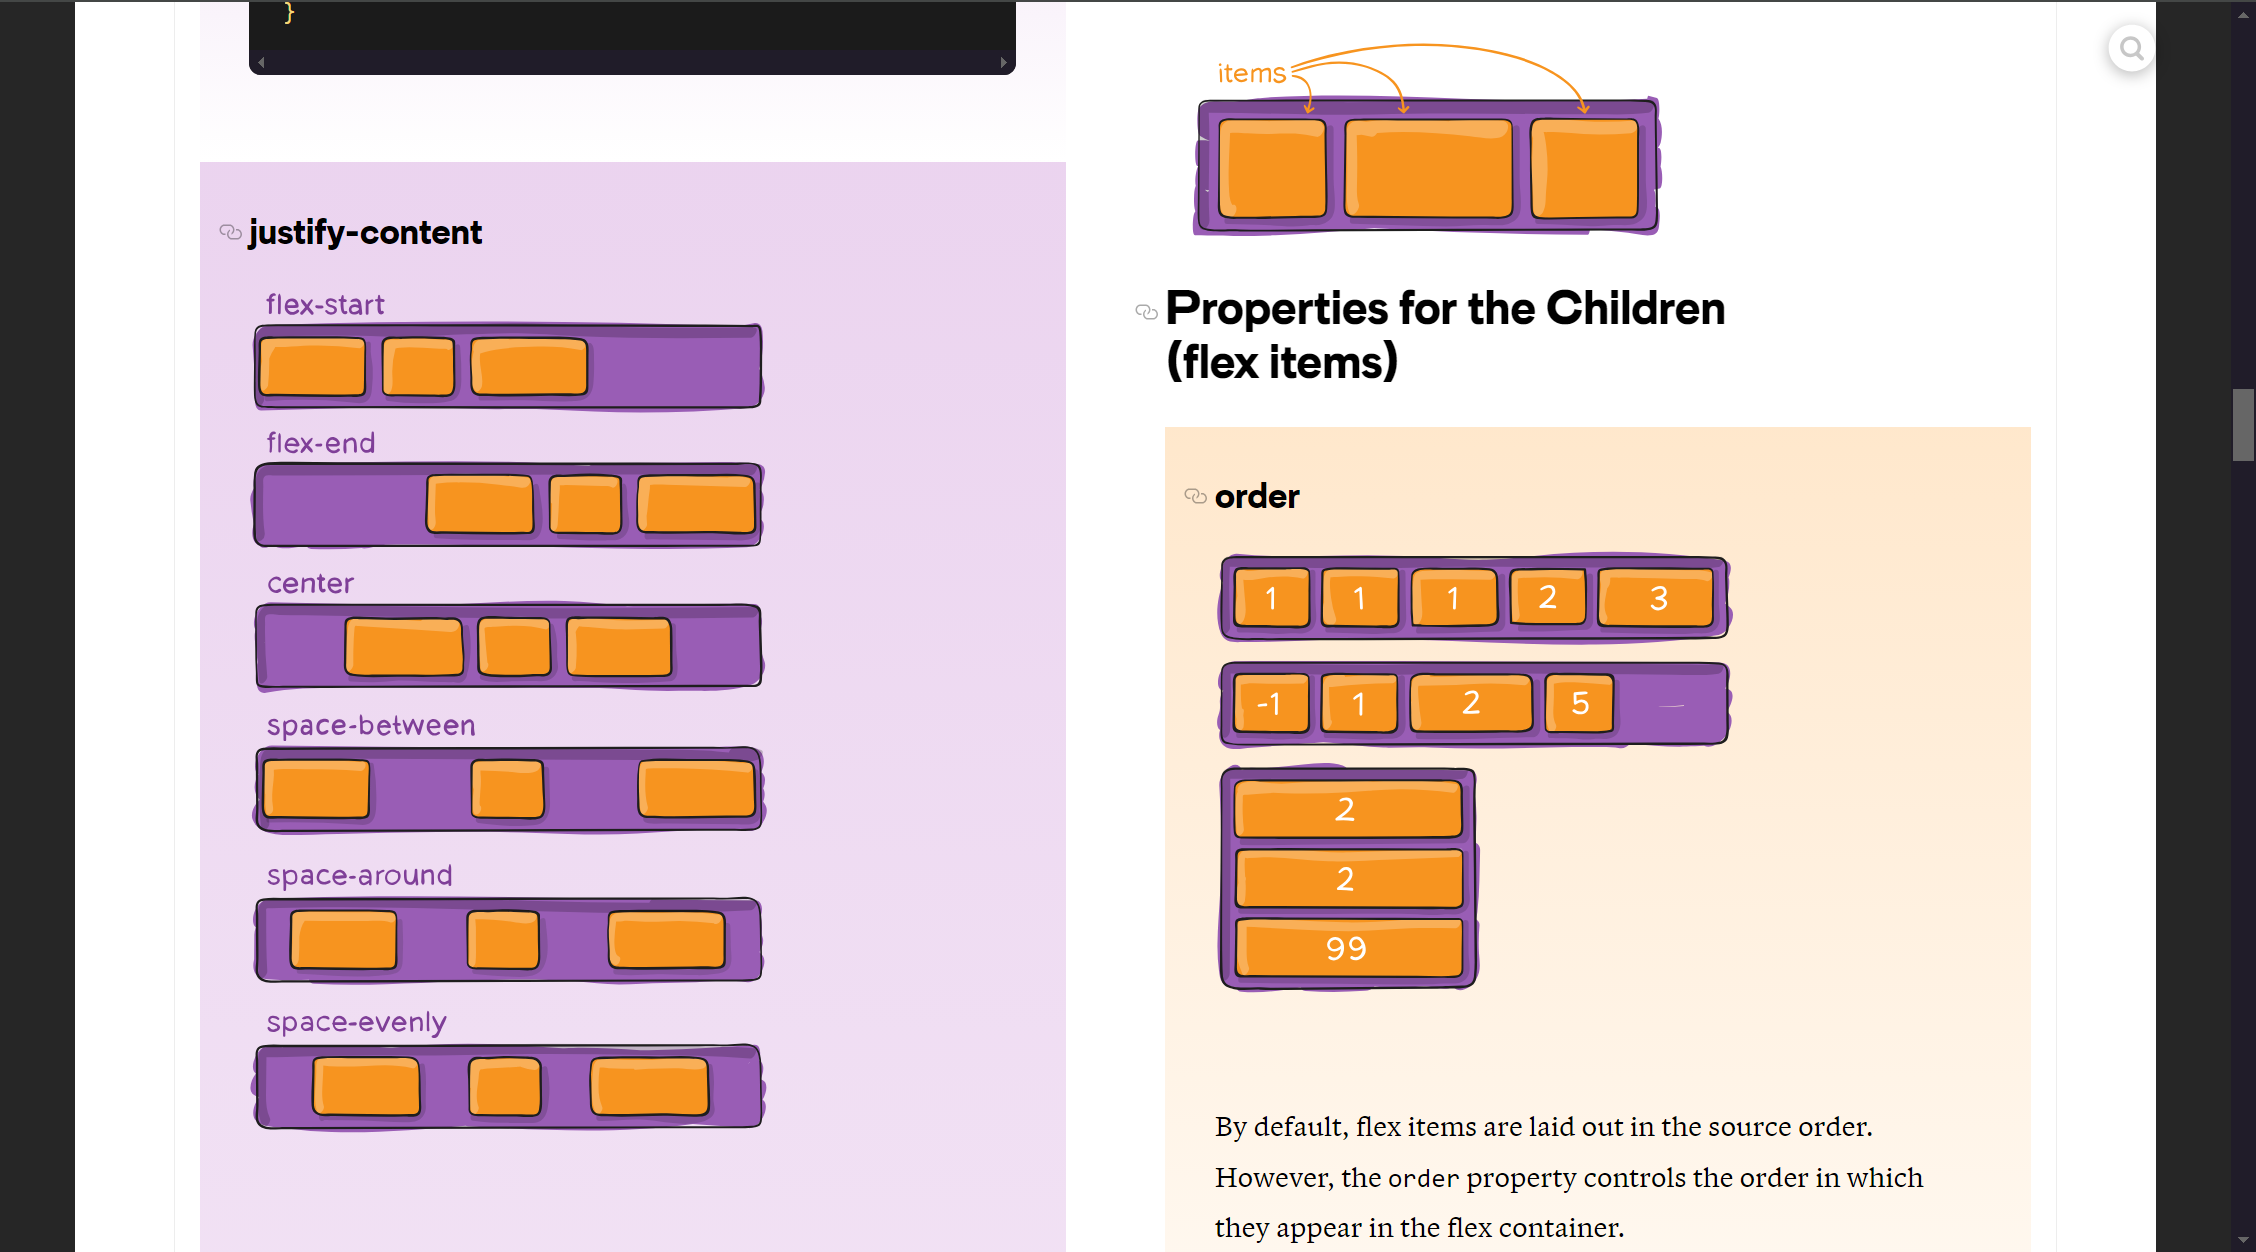 }
justify-content
flex-start
flex-end
center
space-between
space-around
space-evenly
items
Properties for the Children
(flex items)
order
1 1 1 2 3
-1 1 2 5
2
2
99
By default, flex items are laid out in the source order.
However, the order property controls the order in which
they appear in the flex container.